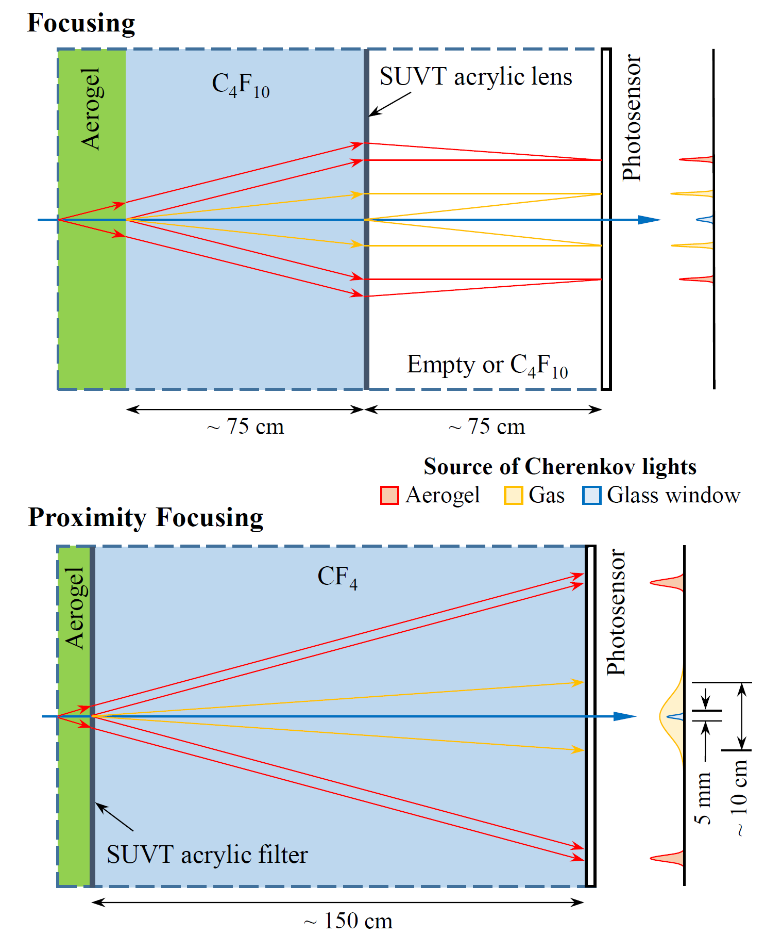 Focusing
Aerogel
C₄F₁₀
SUVT acrylic lens
Photosensor
Empty or C₄F₁₀
~ 75 cm
~ 75 cm
Source of Cherenkov lights
Aerogel
Gas
Glass window
Proximity Focusing
Aerogel
CF₄
Photosensor
5 mm
~ 10 cm
SUVT acrylic filter
~ 150 cm